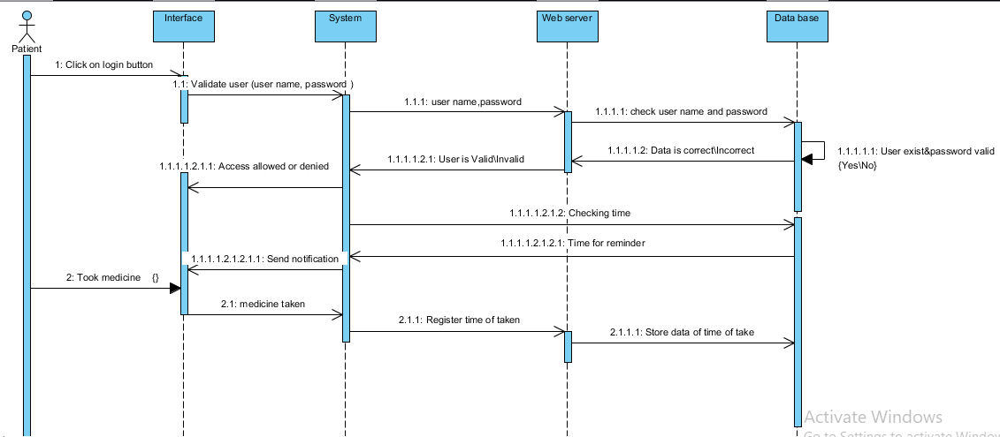 Interface
System
Web server
Data base
Patient
1: Click on login button
1.1: Validate user (user name, password )
1.1.1: user name,password
1.1.1.1: check user name and password
1.1.1.1.1: User exist&password valid
{Yes\No}
1.1.1.1.2: Data is correct\Incorrect
1.1.1.1.2.1: User is Valid\Invalid
1.1.1.1.2.1.1: Access allowed or denied
1.1.1.1.2.1.2: Checking time
1.1.1.1.2.1.2.1: Time for reminder
1.1.1.1.2.1.2.1.1: Send notification
2: Took medicine {}
2.1: medicine taken
2.1.1: Register time of taken
2.1.1.1: Store data of time of take
Activate Windows
Go to Settings to activate Window